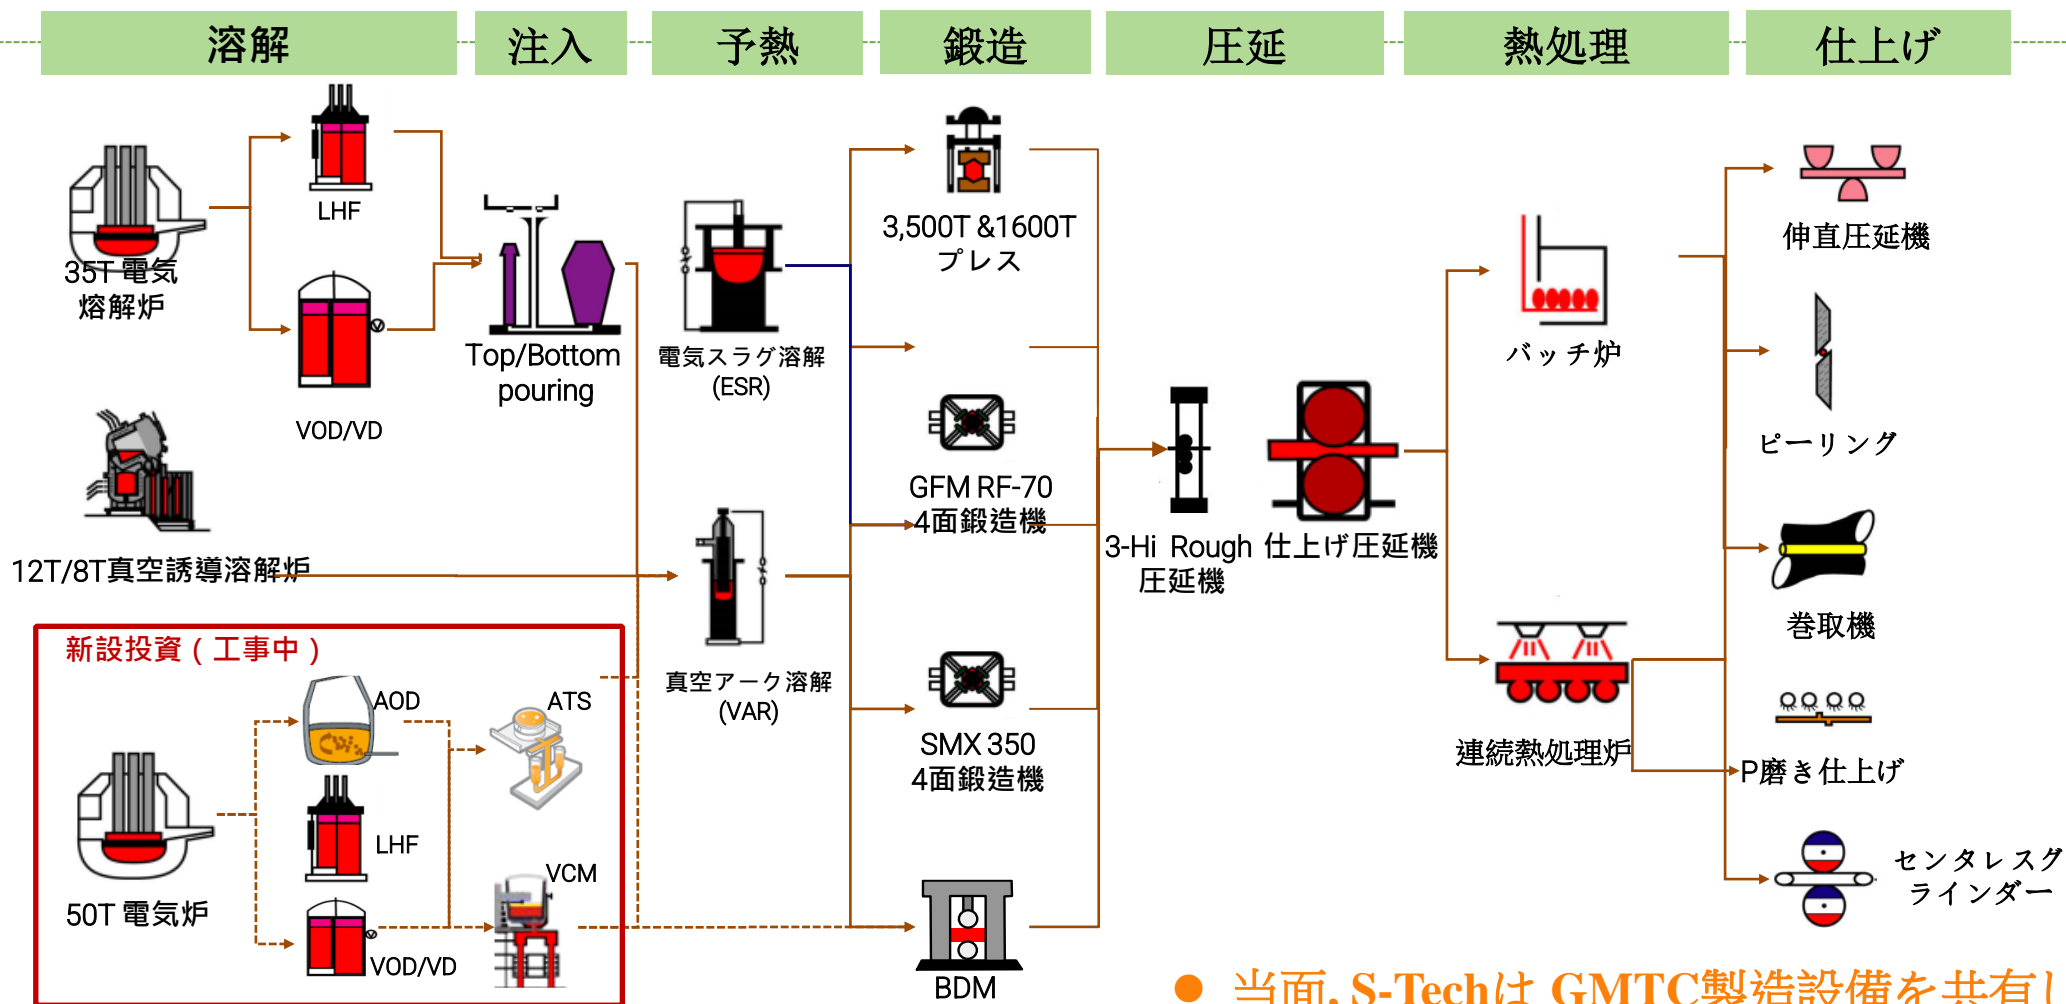 溶解
注入
予熱
鍛造
圧延
熱処理
仕上げ
LHF
35T 電気
熔解炉
VOD/VD
12T/8T真空誘導溶解炉
Top/Bottom
pouring
電気スラグ溶解
(ESR)
真空アーク溶解
(VAR)
3,500T &1600T
プレス
GFM RF-70
4面鍛造機
SMX 350
4面鍛造機
BDM
3-Hi Rough
圧延機
仕上げ圧延機
バッチ炉
連続熱処理炉
伸直圧延機
ピーリング
巻取機
P磨き仕上げ
センタレスグ
ラインダー
新設投資(工事中)
AOD
ATS
LHF
50T 電気炉
VOD/VD
VCM
● 当面, S-Techは GMTC製造設備を共有し